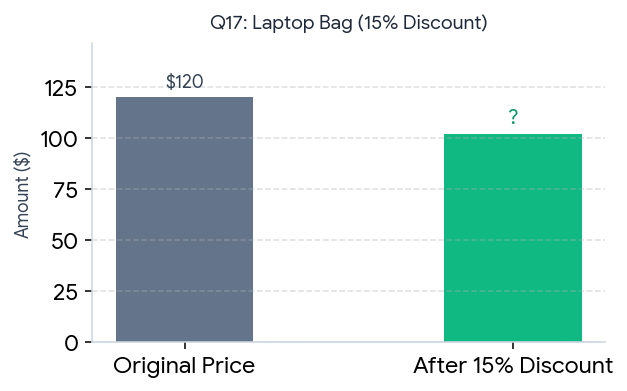 Q17: Laptop Bag (15% Discount)
Amount ($)
125
100
75
50
25
0
$120
?
Original Price
After 15% Discount